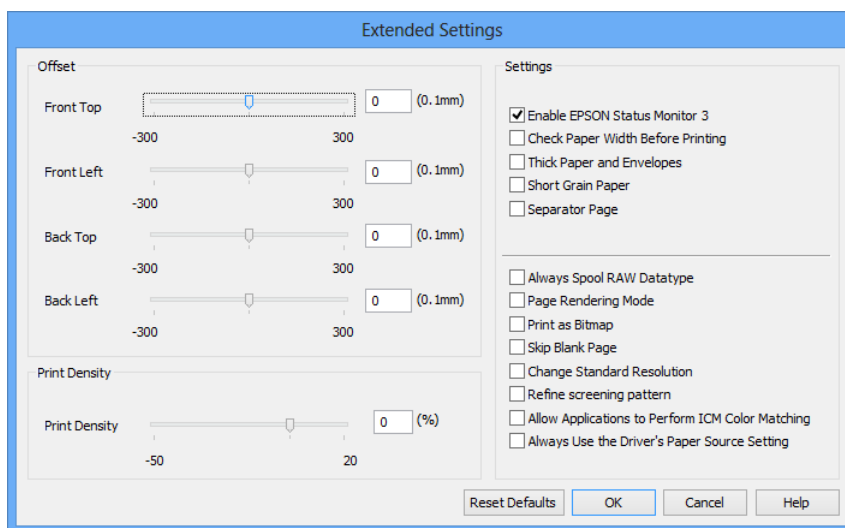 Extended Settings
Offset
Front Top 0 (0.1mm)
-300 300
Front Left 0 (0.1mm)
-300 300
Back Top 0 (0.1mm)
-300 300
Back Left 0 (0.1mm)
-300 300
Print Density
Print Density 0 (%)
-50 20
Settings
Enable EPSON Status Monitor 3
Check Paper Width Before Printing
Thick Paper and Envelopes
Short Grain Paper
Separator Page
Always Spool RAW Datatype
Page Rendering Mode
Print as Bitmap
Skip Blank Page
Change Standard Resolution
Refine screening pattern
Allow Applications to Perform ICM Color Matching
Always Use the Driver's Paper Source Setting
Reset Defaults OK Cancel Help